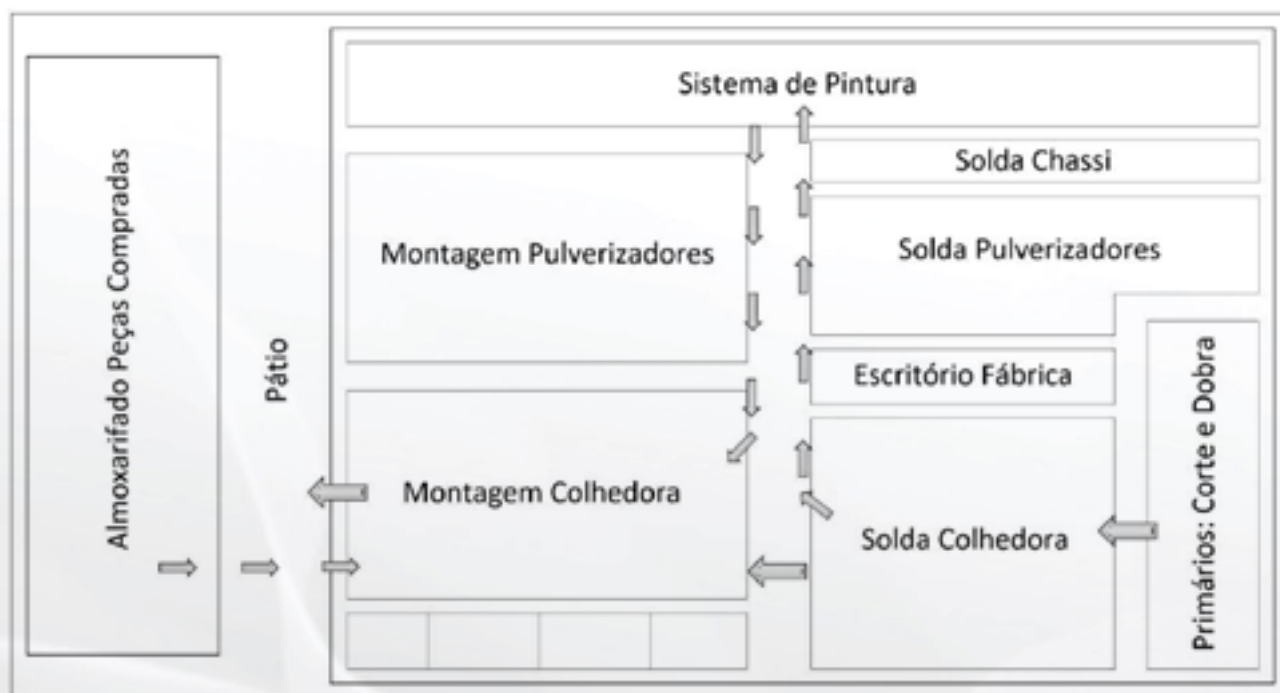 Almoxarifado Peças Compradas
Pátio
Sistema de Pintura
Solda Chassi
Montagem Pulverizadores
Solda Pulverizadores
Escritório Fábrica
Montagem Colhedora
Solda Colhedora
Primários: Corte e Dobra